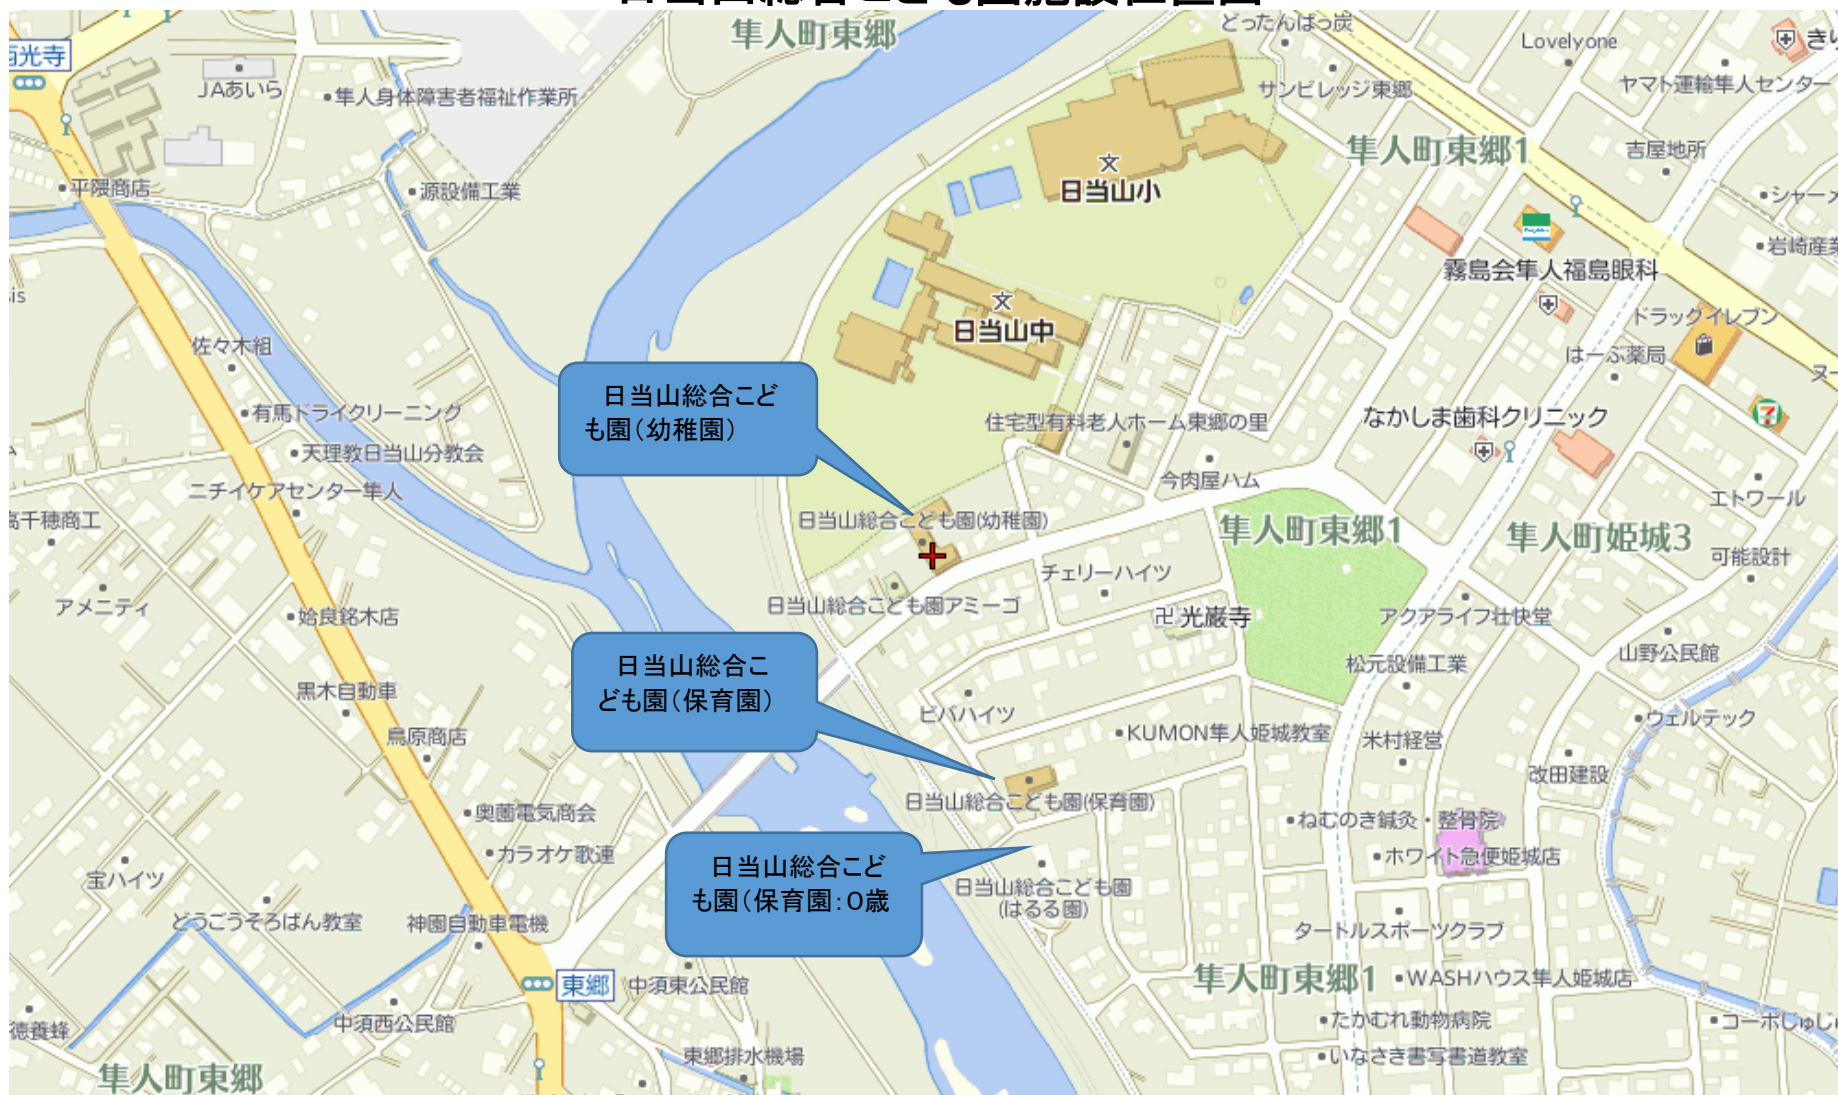 隼人町東郷
どったんばっ炭
Lovelyone
JAあいら
隼人身体障害者福祉作業所
サンビレッジ東郷
ヤマト運輸隼人センター
隼人町東郷1
吉屋地所
平隈商店
源設備工業
日当山小
岩崎産業
霧島会隼人福島眼科
ドラッグイレブン
日当山中
はーぶ薬局
佐々木組
日当山総合こど
も園(幼稚園)
有馬ドライクリーニング
住宅型有料老人ホーム東郷の里
なかしま歯科クリニック
天理教日当山分教会
今肉屋ハム
ニチイケアセンター隼人
エトワール
高千穂商工
日当山総合こども園(幼稚園)
隼人町東郷1
隼人町姫城3
可能設計
チェリーハイツ
アメニティ
始良銘木店
日当山総合こども園アミーゴ
卍光巌寺
アクアライフ壮快堂
日当山総合こ
ども園(保育園)
松元設備工業
山野公民館
黒木自動車
ビバハイツ
KUMON隼人姫城教室
米村経営
ウェルテック
鳥原商店
改田建設
日当山総合こども園(保育園)
奥薗電気商会
ねむのき鍼灸・整骨院
カラオケ歌連
ホワイト急便姫城店
日当山総合こど
も園(保育園:0歳
宝ハイツ
日当山総合こども園
(はるる園)
どうごうそろばん教室
神園自動車電機
タートルスポーツクラブ
東郷
中須東公民館
隼人町東郷1
WASHハウス隼人姫城店
中須西公民館
たかむれ動物病院
東郷排水機場
いなさき書写書道教室
隼人町東郷